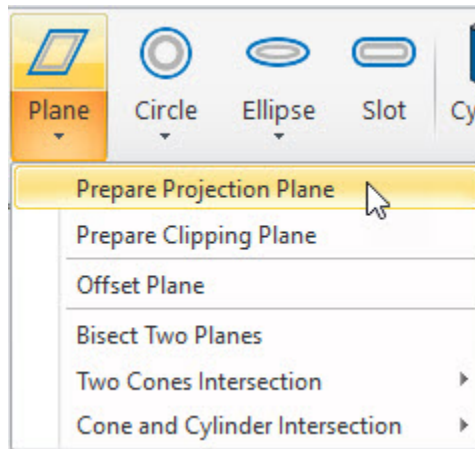 Plane Circle Ellipse Slot Cy
Prepare Projection Plane
Prepare Clipping Plane
Offset Plane
Bisect Two Planes
Two Cones Intersection
Cone and Cylinder Intersection